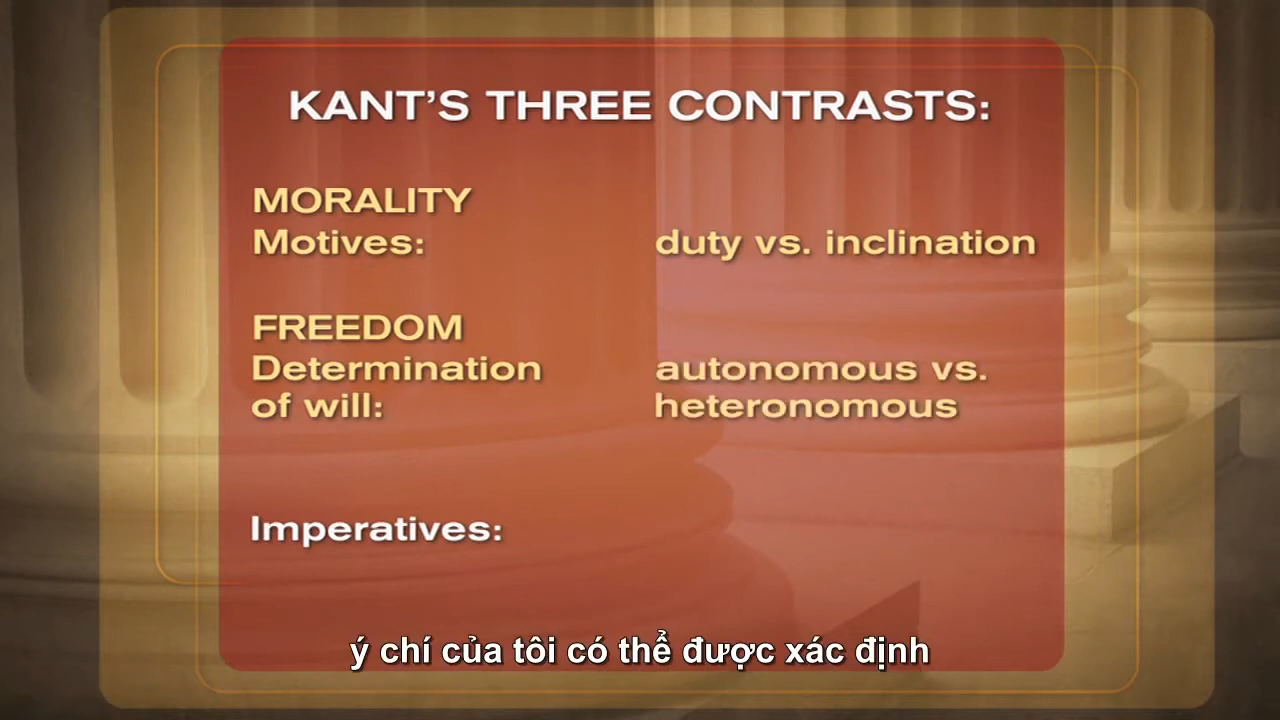 KANT'S THREE CONTRASTS:
MORALITY
Motives: duty vs. inclination
FREEDOM
Determination autonomous vs.
of will: heteronomous
Imperatives:
ý chí của tôi có thể được xác định